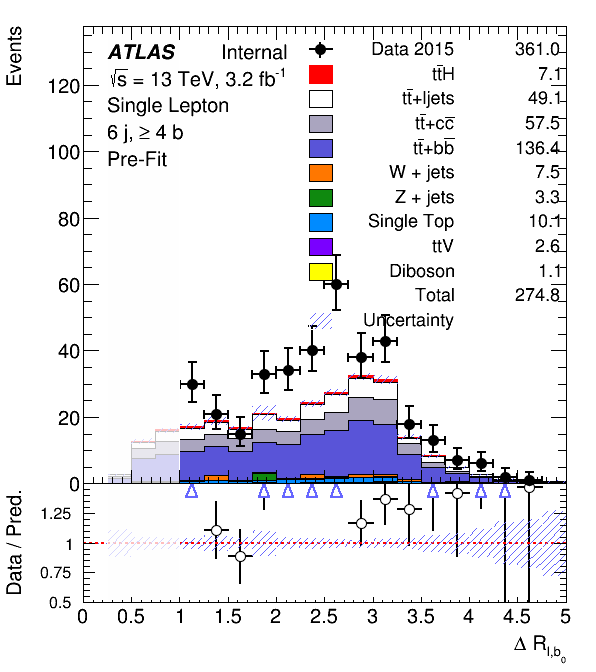 Events
ATLAS Internal
√s = 13 TeV, 3.2 fb⁻¹
Single Lepton
6 j, ≥ 4 b
Pre-Fit
Data 2015 361.0
tt̄H 7.1
tt̄+ljets 49.1
tt̄+cc̄ 57.5
tt̄+bb̄ 136.4
W + jets 7.5
Z + jets 3.3
Single Top 10.1
ttV 2.6
Diboson 1.1
Total 274.8
Uncertainty
120
100
80
60
40
20
0
Data / Pred.
1.25
1
0.75
0.5
0 0.5 1 1.5 2 2.5 3 3.5 4 4.5 5
Δ R_{l,b_0}